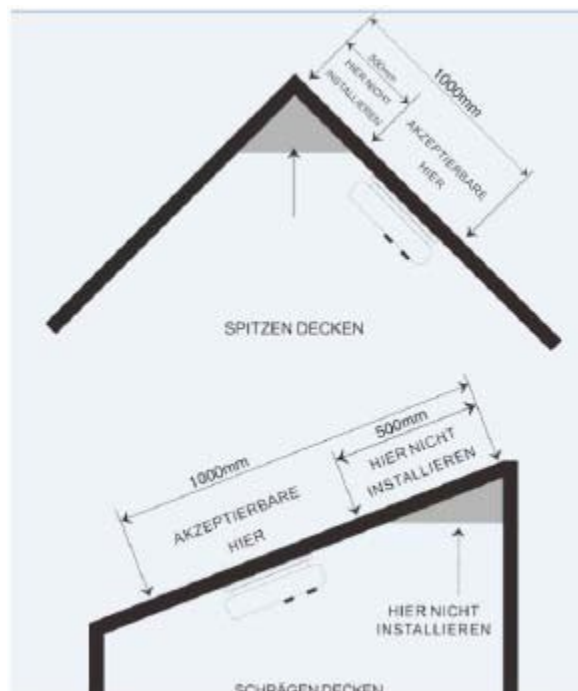 1000mm
500mm
HIER NICHT
INSTALLIEREN
AKZEPTIERBARE
HIER
SPITZEN DECKEN
1000mm
500mm
HIER NICHT
INSTALLIEREN
AKZEPTIERBARE
HIER
HIER NICHT
INSTALLIEREN
SCHRÄGEN DECKEN